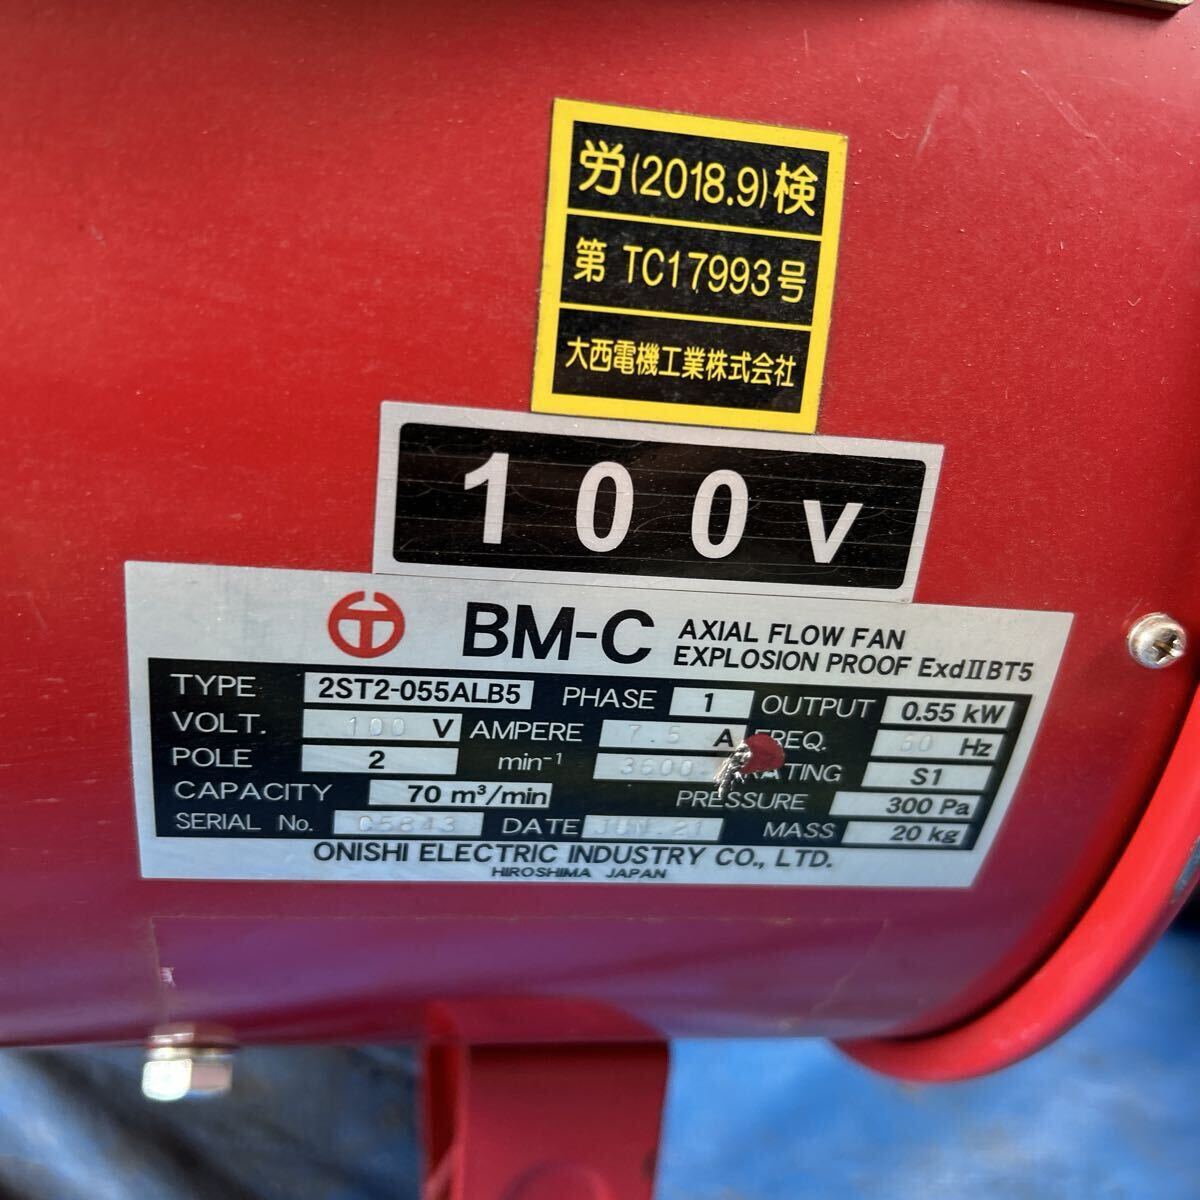 労(2018.9)検
第 TC17993号
大西電機工業株式会社
100V
BM-C AXIAL FLOW FAN
EXPLOSION PROOF ExdⅡBT5
TYPE 2ST2-055ALB5 PHASE 1 OUTPUT 0.55 kW
VOLT. 100 V AMPERE 7.5 A FREQ. 60 Hz
POLE 2 min⁻¹ 3600 RATING S1
CAPACITY 70 m³/min PRESSURE 300 Pa
SERIAL No. C5843 DATE JUN.21 MASS 20 kg
ONISHI ELECTRIC INDUSTRY CO., LTD.
HIROSHIMA JAPAN